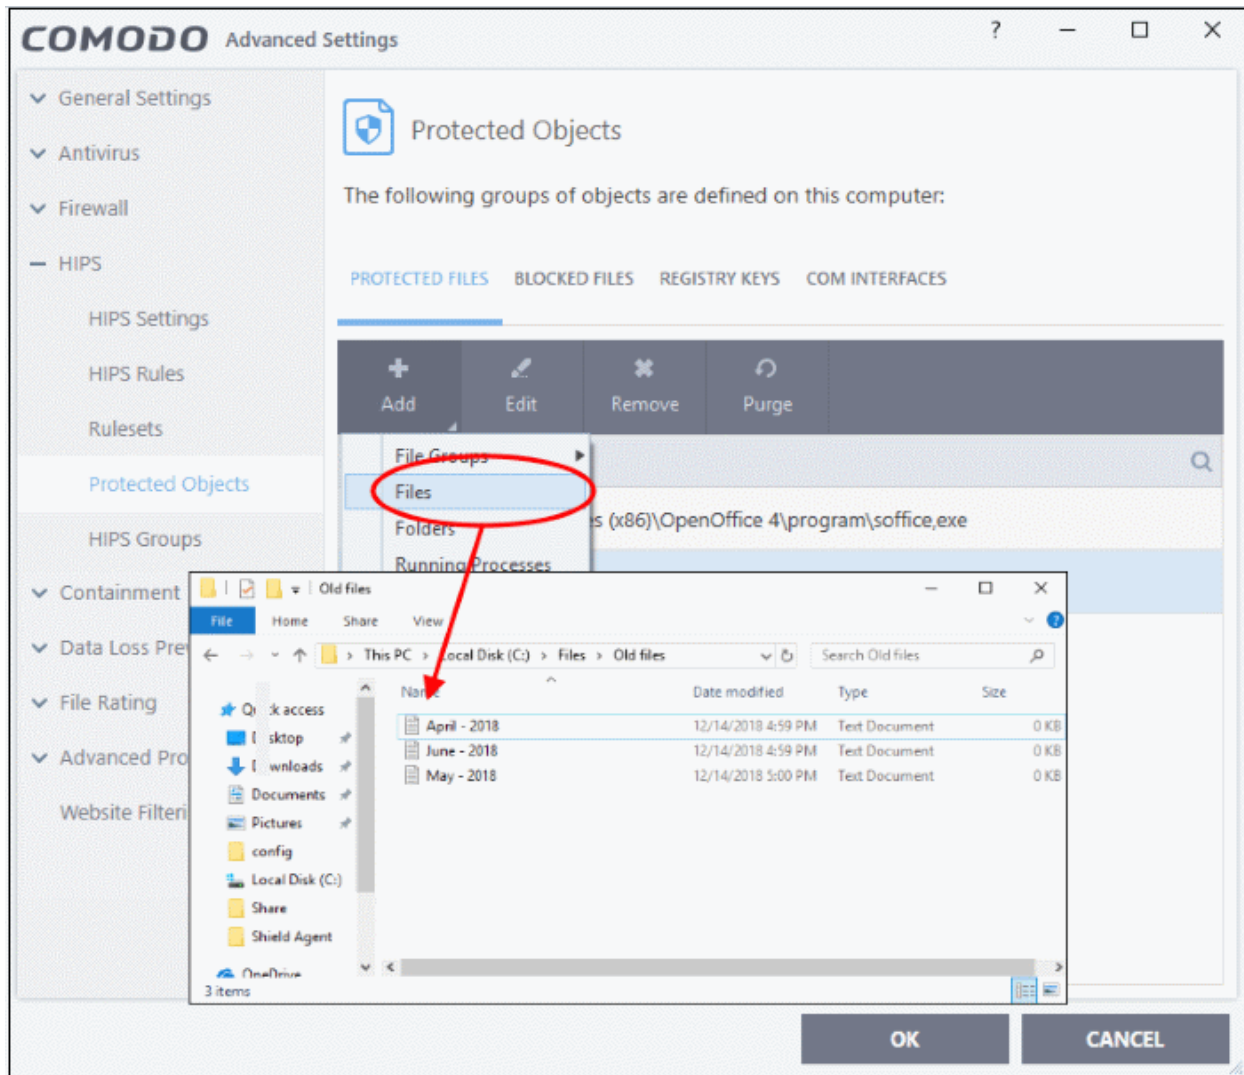 COMODO Advanced Settings
?
General Settings
Antivirus
Firewall
HIPS
HIPS Settings
HIPS Rules
Rulesets
Protected Objects
HIPS Groups
Containment
Data Loss Pre
File Rating
Advanced Pro
Website Filteri
Protected Objects
The following groups of objects are defined on this computer:
PROTECTED FILES BLOCKED FILES REGISTRY KEYS COM INTERFACES
Add Edit Remove Purge
File Groups
Files
Folders
Running Processes
s (x86)\OpenOffice 4\program\soffice,exe
Old files
File Home Share View
This PC > Local Disk (C:) > Files > Old files
Search Old files
Quick access
Desktop
Downloads
Documents
Pictures
config
Local Disk (C:)
Share
Shield Agent
OneDrive
Name Date modified Type Size
April - 2018 12/14/2018 4:59 PM Text Document 0 KB
June - 2018 12/14/2018 4:59 PM Text Document 0 KB
May - 2018 12/14/2018 5:00 PM Text Document 0 KB
3 items
OK CANCEL